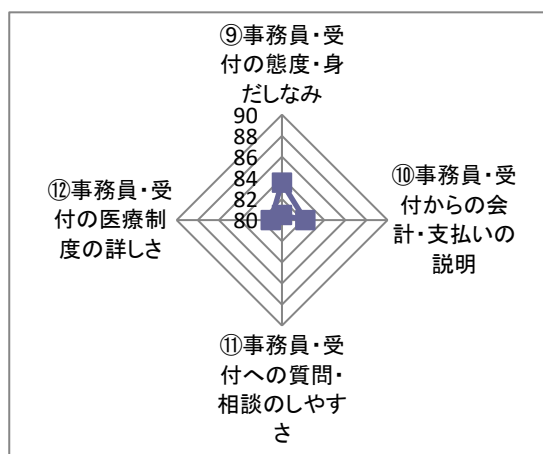 ⑨事務員・受
付の態度・身
だしなみ
90
88
86
84
82
80
⑩事務員・受
付からの会
計・支払いの
説明
⑪事務員・受
付への質問・
相談のしやす
さ
⑫事務員・受
付の医療制
度の詳しさ